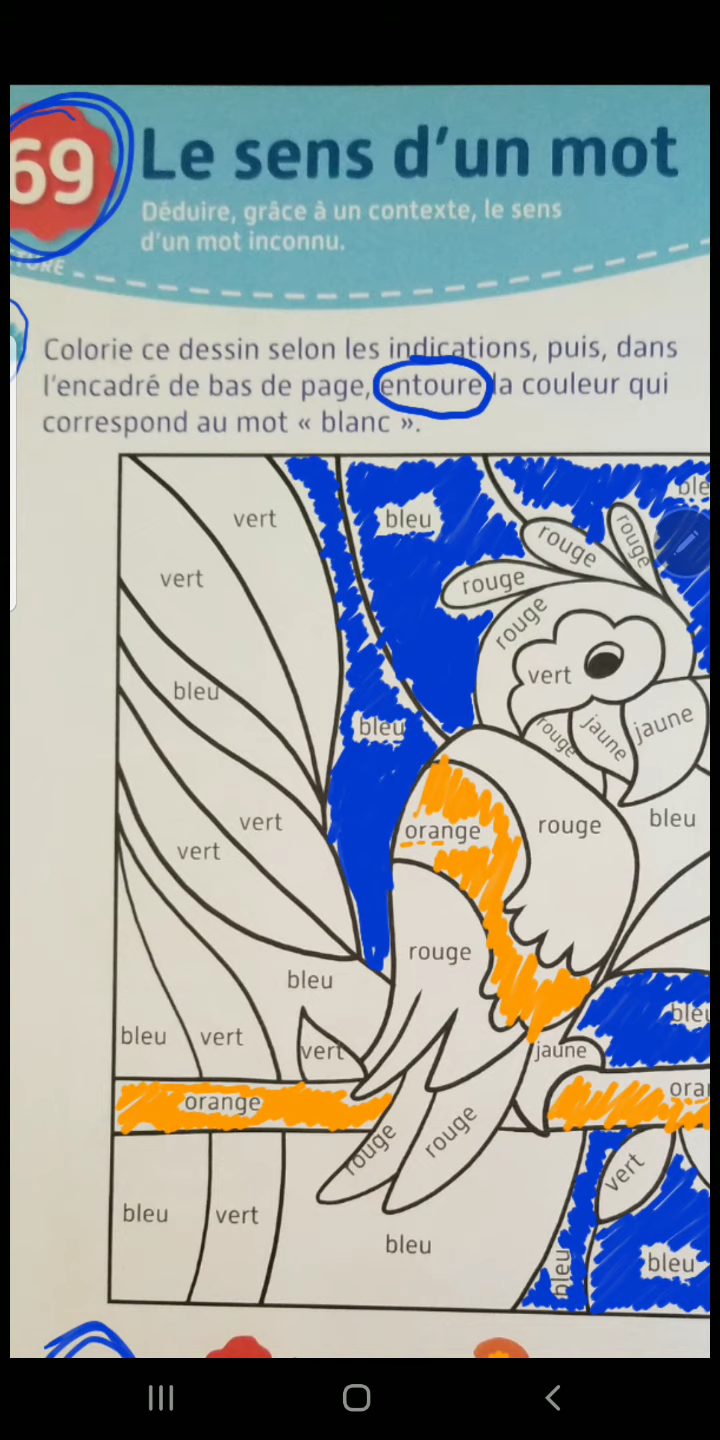 69
Le sens d'un mot
Déduire, grâce à un contexte, le sens
d'un mot inconnu.
Colorie ce dessin selon les indications, puis, dans
l'encadré de bas de page, entoure la couleur qui
correspond au mot « blanc ».
vert
bleu
rouge
rouge
vert
rouge
rouge
vert
bleu
bleu
rouge
jaune
jaune
vert
orange
rouge
bleu
vert
rouge
bleu
bleu
vert
vert
jaune
orange
rouge
rouge
vert
bleu
vert
bleu
bleu
bleu